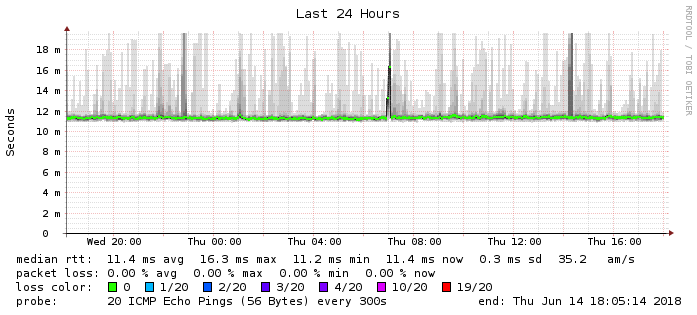 Last 24 Hours
RRDTOOL / TOBI OETIKER
Seconds
18 m
16 m
14 m
12 m
10 m
8 m
6 m
4 m
2 m
0
Wed 20:00 Thu 00:00 Thu 04:00 Thu 08:00 Thu 12:00 Thu 16:00
median rtt: 11.4 ms avg 16.3 ms max 11.2 ms min 11.4 ms now 0.3 ms sd 35.2 am/s
packet loss: 0.00 % avg 0.00 % max 0.00 % min 0.00 % now
loss color: 0 1/20 2/20 3/20 4/20 10/20 19/20
probe: 20 ICMP Echo Pings (56 Bytes) every 300s end: Thu Jun 14 18:05:14 2018